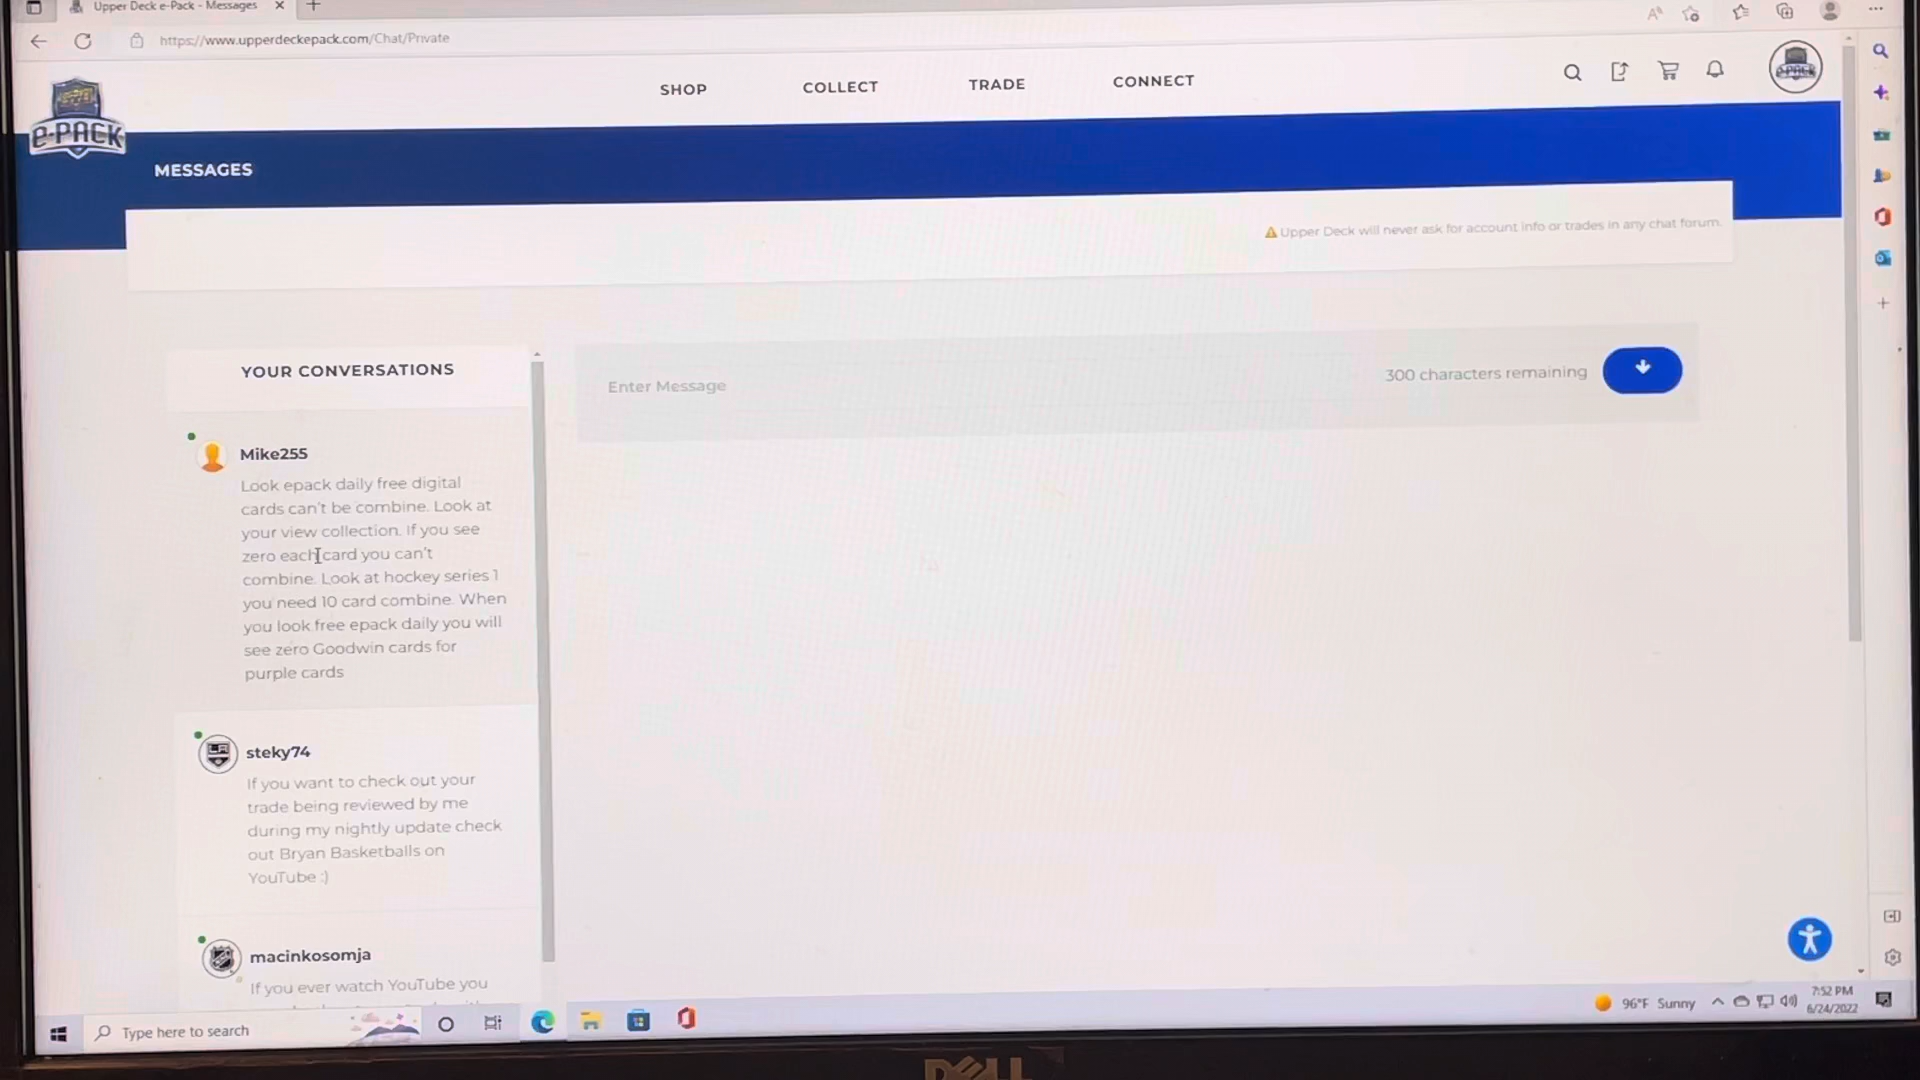 Upper Deck e-Pack - Messages
https://www.upperdeckepack.com/Chat/Private
SHOP
COLLECT
TRADE
CONNECT
e-PACK
MESSAGES
Upper Deck will never ask for account info or trades in any chat forum.
YOUR CONVERSATIONS
Enter Message
300 characters remaining
Mike255
Look epack daily free digital
cards can't be combine. Look at
your view collection. If you see
zero each card you can't
combine. Look at hockey series 1
you need 10 card combine. When
you look free epack daily you will
see zero Goodwin cards for
purple cards
steky74
If you want to check out your
trade being reviewed by me
during my nightly update check
out Bryan Basketballs on
YouTube :)
macinkosomja
If you ever watch YouTube you
Type here to search
96°F Sunny
7:52 PM
6/24/2022
DELL